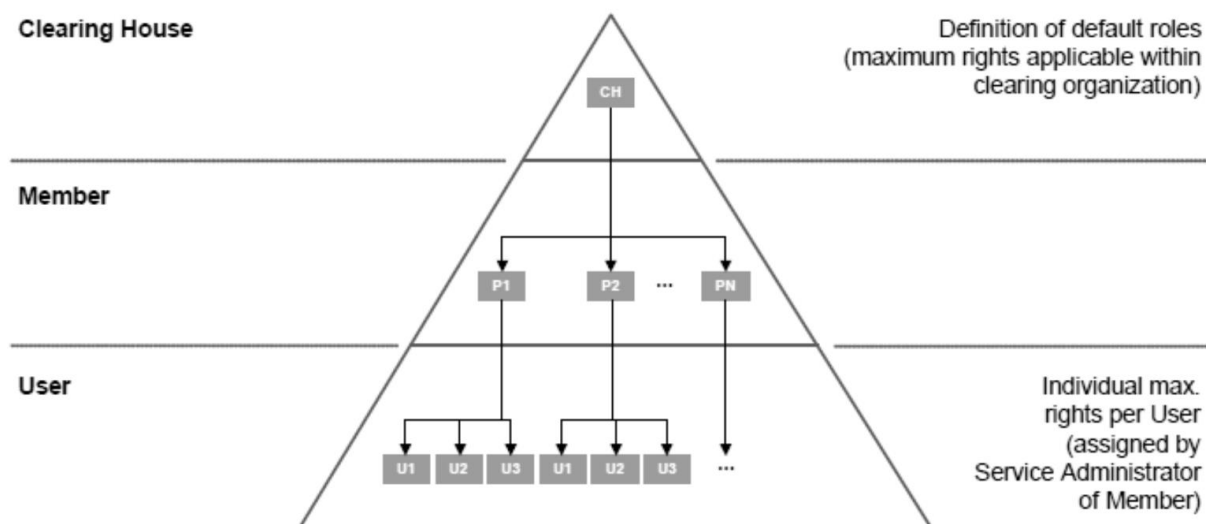 Clearing House
Definition of default roles
(maximum rights applicable within
clearing organization)
CH
Member
P1 P2 ... PN
User
Individual max.
rights per User
(assigned by
Service Administrator
of Member)
U1 U2 U3 U1 U2 U3 ...